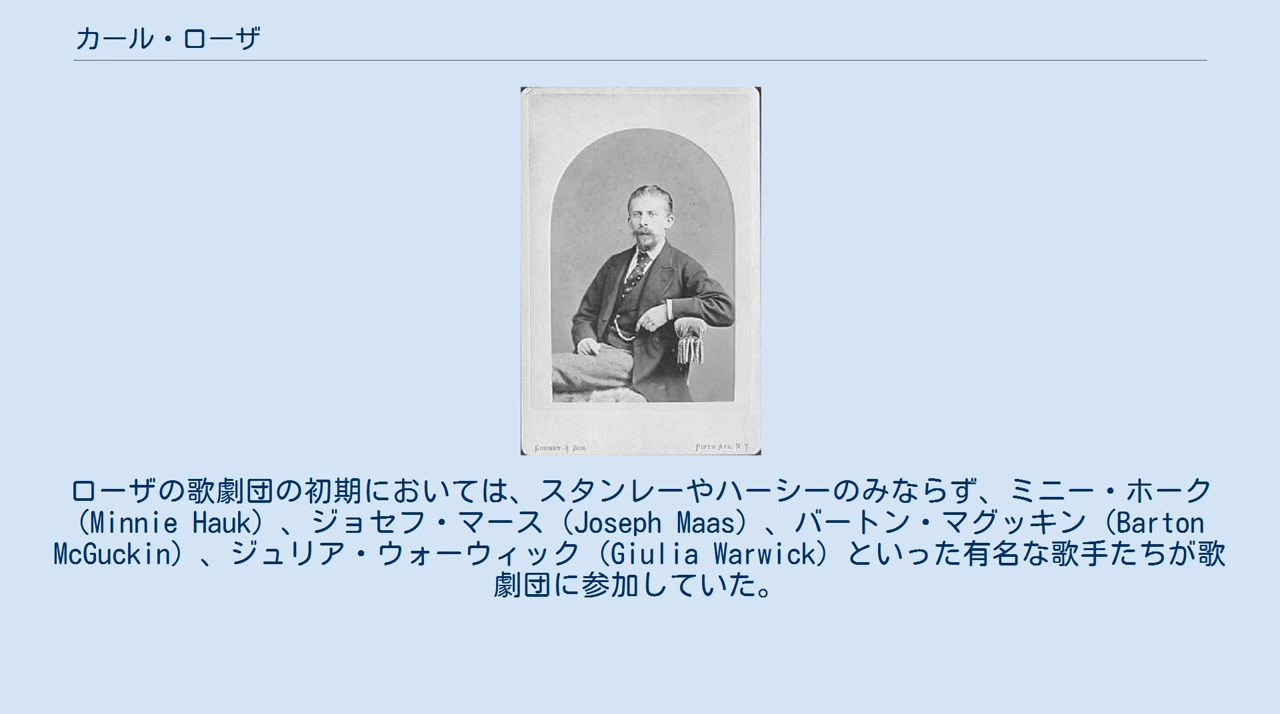 カール・ローザ
Gurney & Son.
Fifth Ave. N.Y.
ローザの歌劇団の初期においては、スタンレーやハーシーのみならず、ミニー・ホーク
（Minnie Hauk）、ジョセフ・マース（Joseph Maas）、バートン・マグッキン（Barton
McGuckin）、ジュリア・ウォーウィック（Giulia Warwick）といった有名な歌手たちが歌
劇団に参加していた。